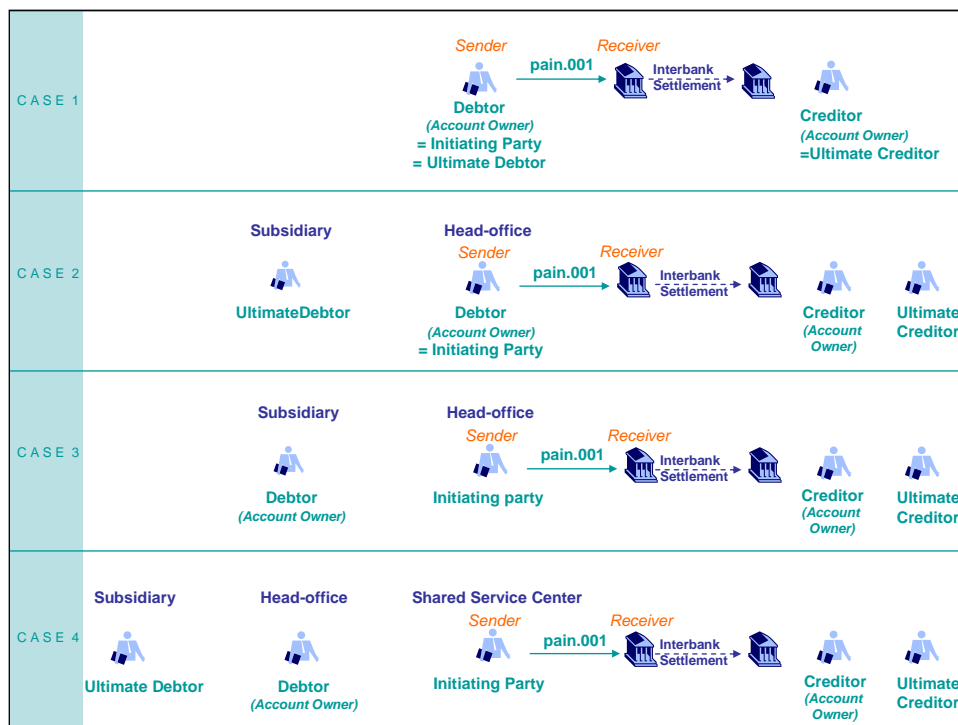 CASE 1
Sender
Receiver
pain.001
Interbank
Settlement
Debtor
(Account Owner)
= Initiating Party
= Ultimate Debtor
Creditor
(Account Owner)
=Ultimate Creditor
CASE 2
Subsidiary
Head-office
Sender
Receiver
pain.001
Interbank
Settlement
UltimateDebtor
Debtor
(Account Owner)
= Initiating Party
Creditor
(Account
Owner)
Ultimate
Creditor
CASE 3
Subsidiary
Head-office
Sender
Receiver
pain.001
Interbank
Settlement
Debtor
(Account Owner)
Initiating party
Creditor
(Account
Owner)
Ultimate
Creditor
CASE 4
Subsidiary
Head-office
Shared Service Center
Sender
Receiver
pain.001
Interbank
Settlement
Ultimate Debtor
Debtor
(Account Owner)
Initiating Party
Creditor
(Account
Owner)
Ultimate
Creditor